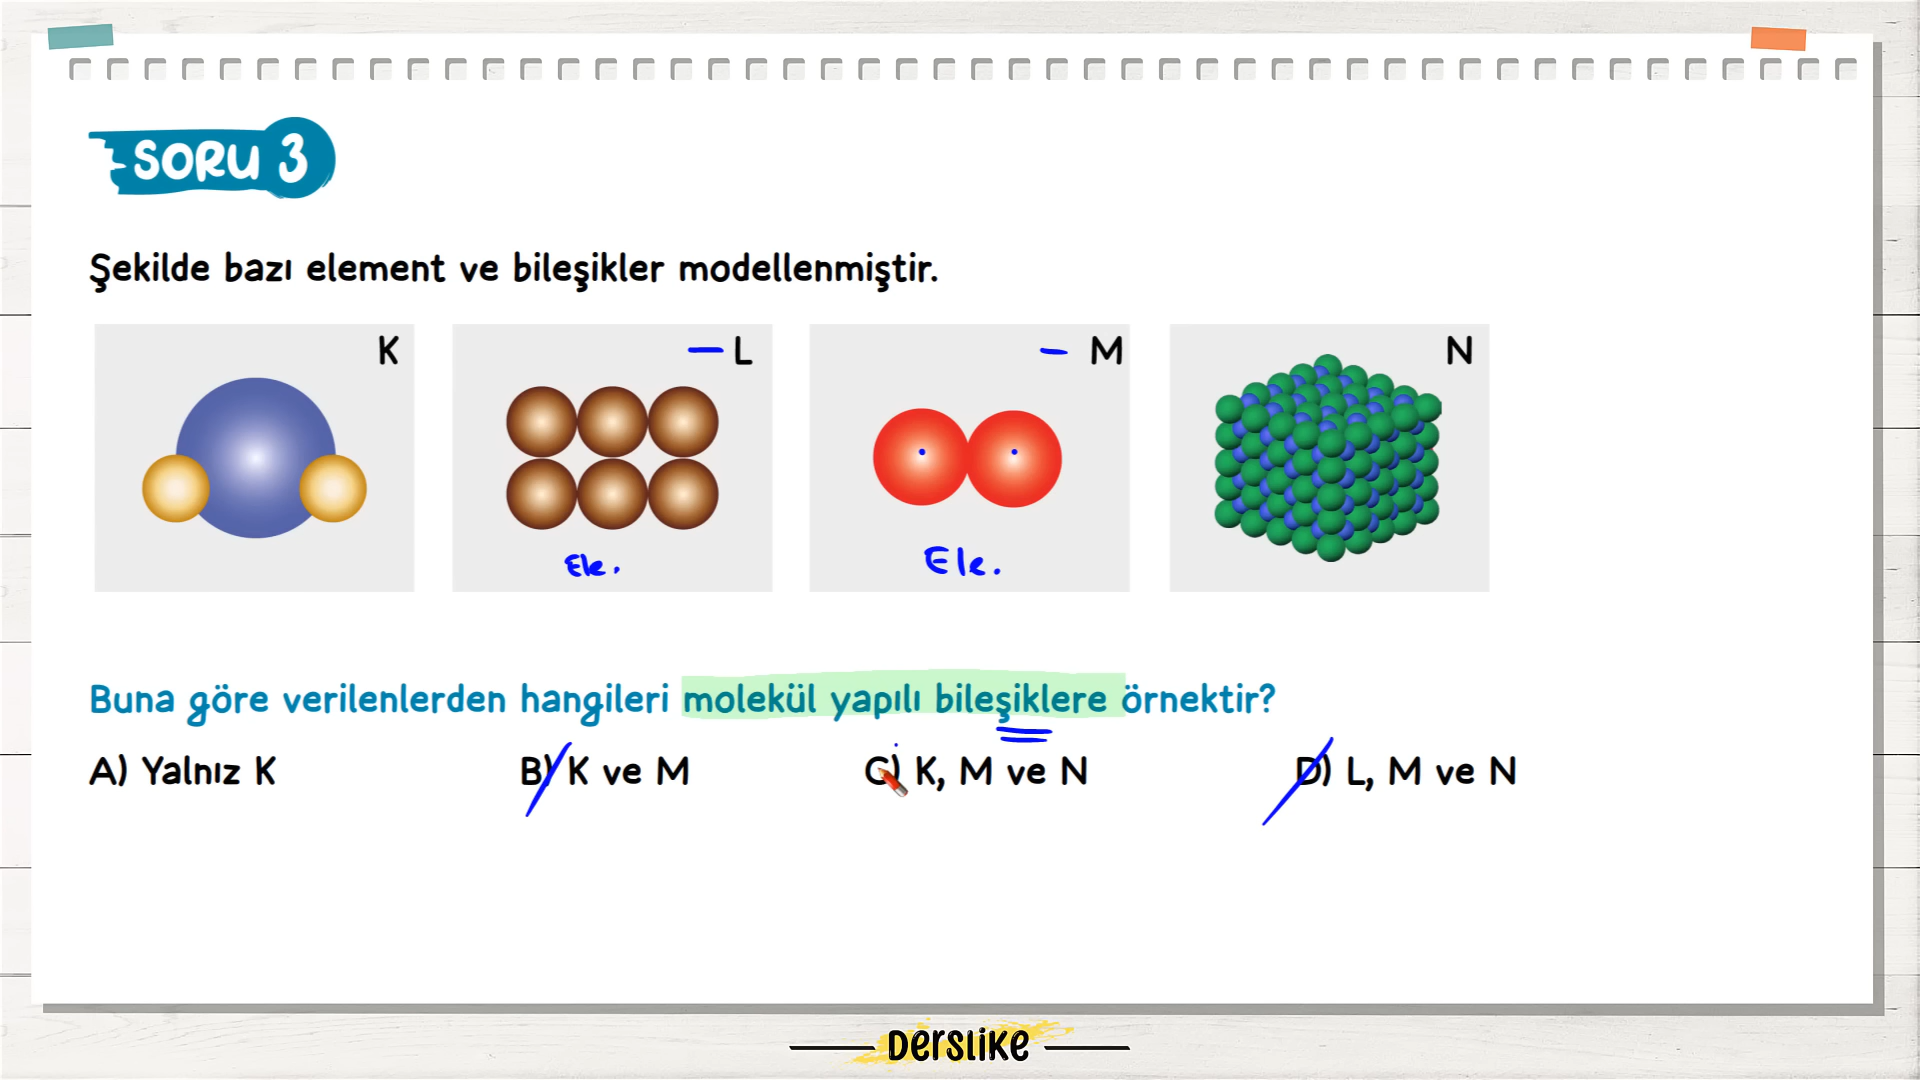 SORU 3
Şekilde bazı element ve bileşikler modellenmiştir.
K
L
M
N
Ele.
Ele.
Buna göre verilenlerden hangileri molekül yapılı bileşiklere örnektir?
A) Yalnız K
B) K ve M
C) K, M ve N
D) L, M ve N
Derslike